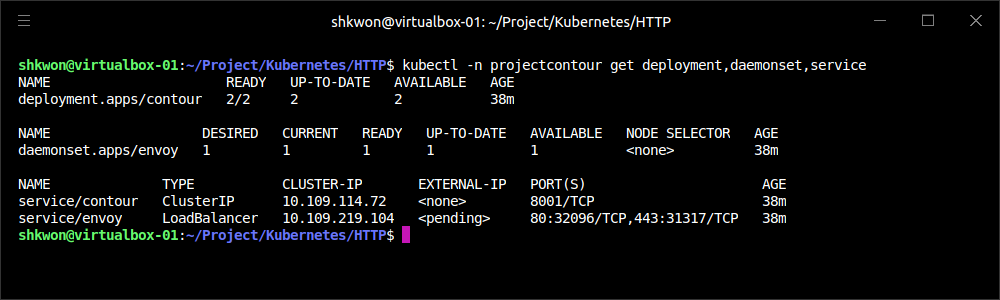 shkwon@virtualbox-01: ~/Project/Kubernetes/HTTP
shkwon@virtualbox-01:~/Project/Kubernetes/HTTP$ kubectl -n projectcontour get deployment,daemonset,service
NAME                      READY   UP-TO-DATE   AVAILABLE   AGE
deployment.apps/contour   2/2     2            2           38m
NAME                   DESIRED   CURRENT   READY   UP-TO-DATE   AVAILABLE   NODE SELECTOR   AGE
daemonset.apps/envoy   1         1         1       1            1           <none>          38m
NAME              TYPE           CLUSTER-IP       EXTERNAL-IP   PORT(S)                      AGE
service/contour   ClusterIP      10.109.114.72    <none>        8001/TCP                     38m
service/envoy     LoadBalancer   10.109.219.104   <pending>     80:32096/TCP,443:31317/TCP   38m
shkwon@virtualbox-01:~/Project/Kubernetes/HTTP$